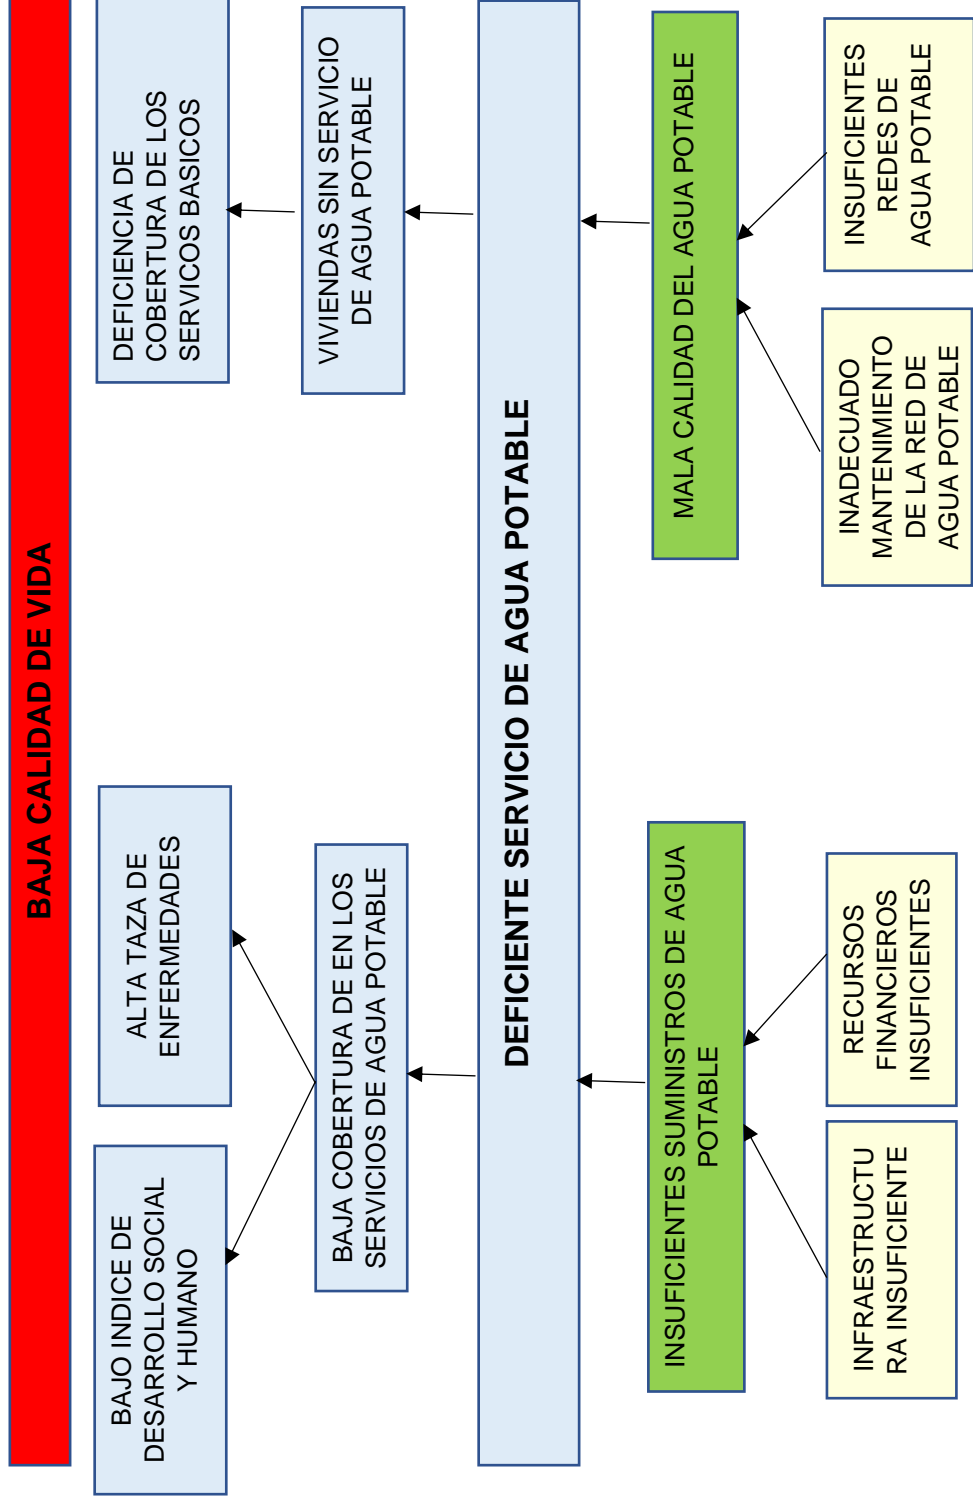 BAJA CALIDAD DE VIDA
BAJO INDICE DE
DESARROLLO SOCIAL
Y HUMANO
ALTA TAZA DE
ENFERMEDADES
DEFICIENCIA DE
COBERTURA DE LOS
SERVICOS BASICOS
BAJA COBERTURA DE EN LOS
SERVICIOS DE AGUA POTABLE
VIVIENDAS SIN SERVICIO
DE AGUA POTABLE
DEFICIENTE SERVICIO DE AGUA POTABLE
INSUFICIENTES SUMINISTROS DE AGUA
POTABLE
MALA CALIDAD DEL AGUA POTABLE
INFRAESTRUCTU
RA INSUFICIENTE
RECURSOS
FINANCIEROS
INSUFICIENTES
INADECUADO
MANTENIMIENTO
DE LA RED DE
AGUA POTABLE
INSUFICIENTES
REDES DE
AGUA POTABLE